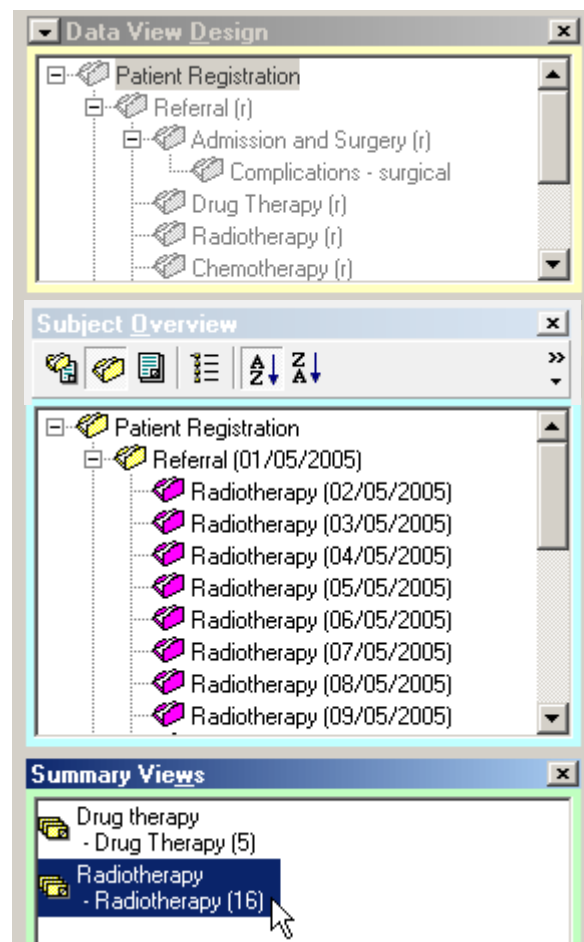 Data View Design
Patient Registration
Referral (r)
Admission and Surgery (r)
Complications - surgical
Drug Therapy (r)
Radiotherapy (r)
Chemotherapy (r)
Subject Overview
A Z Z A
Patient Registration
Referral (01/05/2005)
Radiotherapy (02/05/2005)
Radiotherapy (03/05/2005)
Radiotherapy (04/05/2005)
Radiotherapy (05/05/2005)
Radiotherapy (06/05/2005)
Radiotherapy (07/05/2005)
Radiotherapy (08/05/2005)
Radiotherapy (09/05/2005)
Summary Views
Drug therapy
- Drug Therapy (5)
Radiotherapy
- Radiotherapy (16)